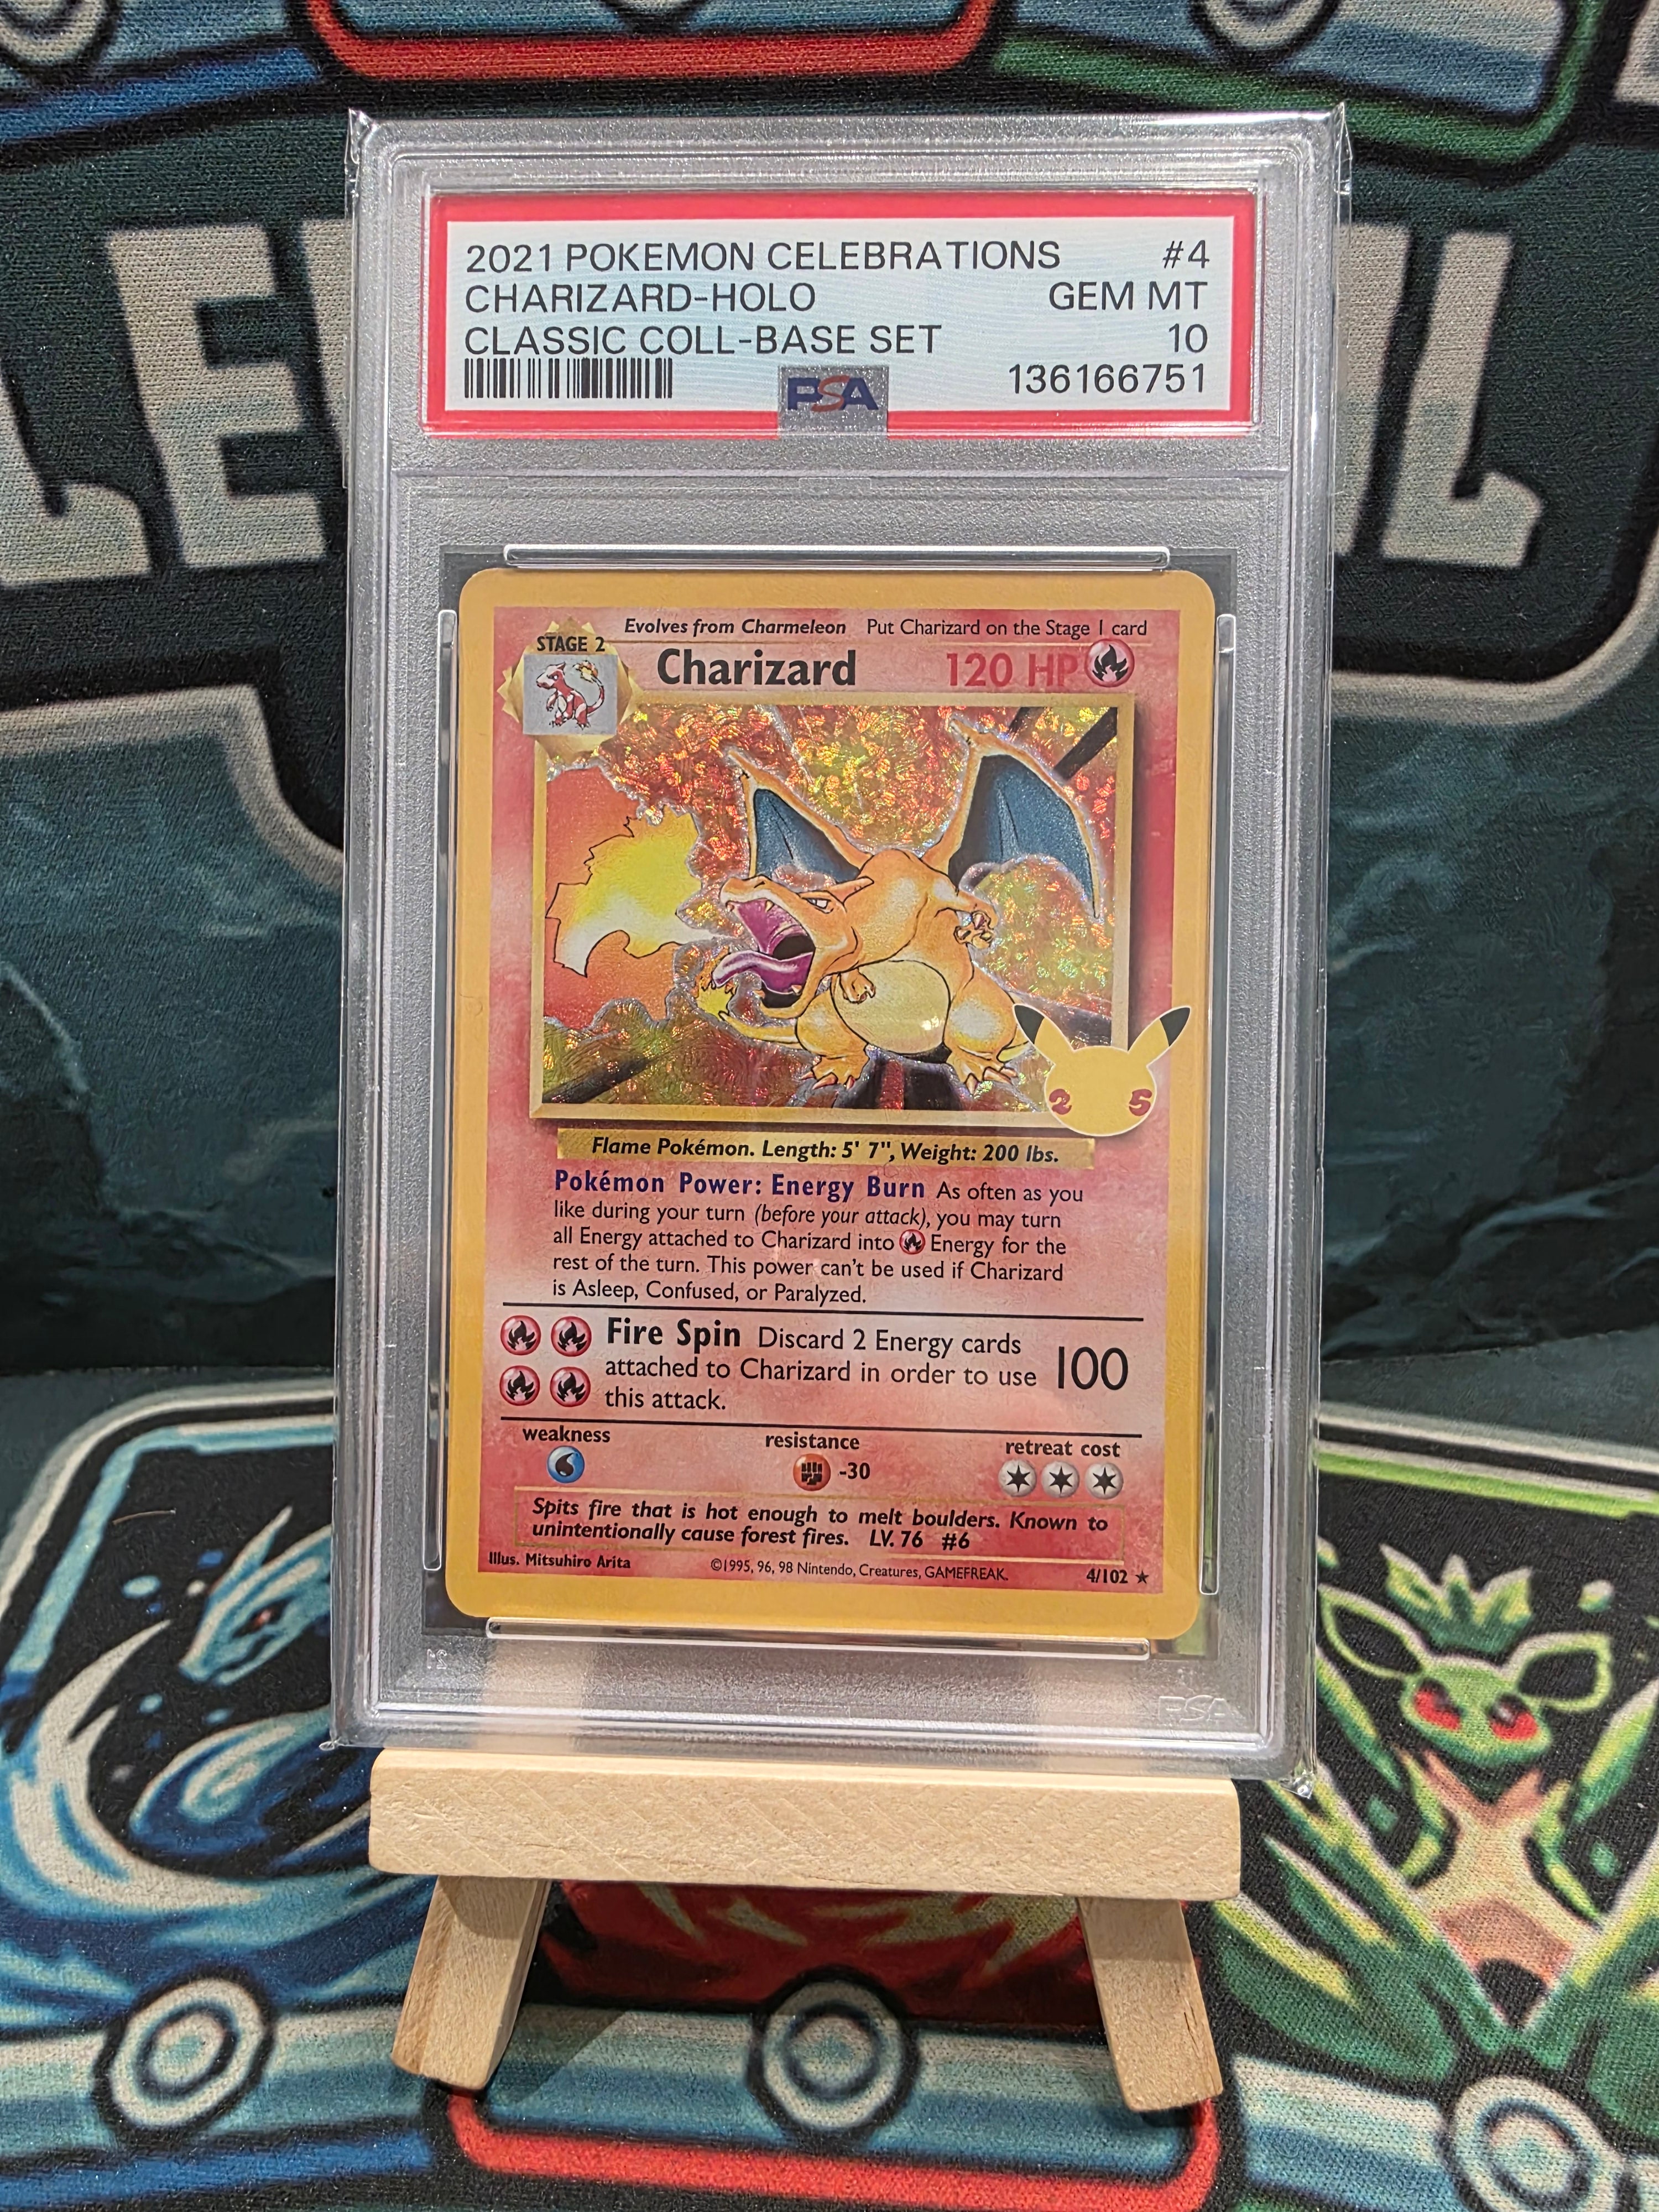 2021 POKEMON CELEBRATIONS #4
CHARIZARD-HOLO GEM MT
CLASSIC COLL-BASE SET 10
PSA 136166751
Evolves from Charmeleon Put Charizard on the Stage 1 card
STAGE 2
Charizard 120 HP
25
Flame Pokémon. Length: 5' 7", Weight: 200 lbs.
Pokémon Power: Energy Burn As often as you
like during your turn (before your attack), you may turn
all Energy attached to Charizard into Energy for the
rest of the turn. This power can't be used if Charizard
is Asleep, Confused, or Paralyzed.
Fire Spin Discard 2 Energy cards
attached to Charizard in order to use 100
this attack.
weakness resistance retreat cost
-30
Spits fire that is hot enough to melt boulders. Known to
unintentionally cause forest fires. LV. 76 #6
Illus. Mitsuhiro Arita ©1995, 96, 98 Nintendo, Creatures, GAMEFREAK. 4/102 ★
PSA